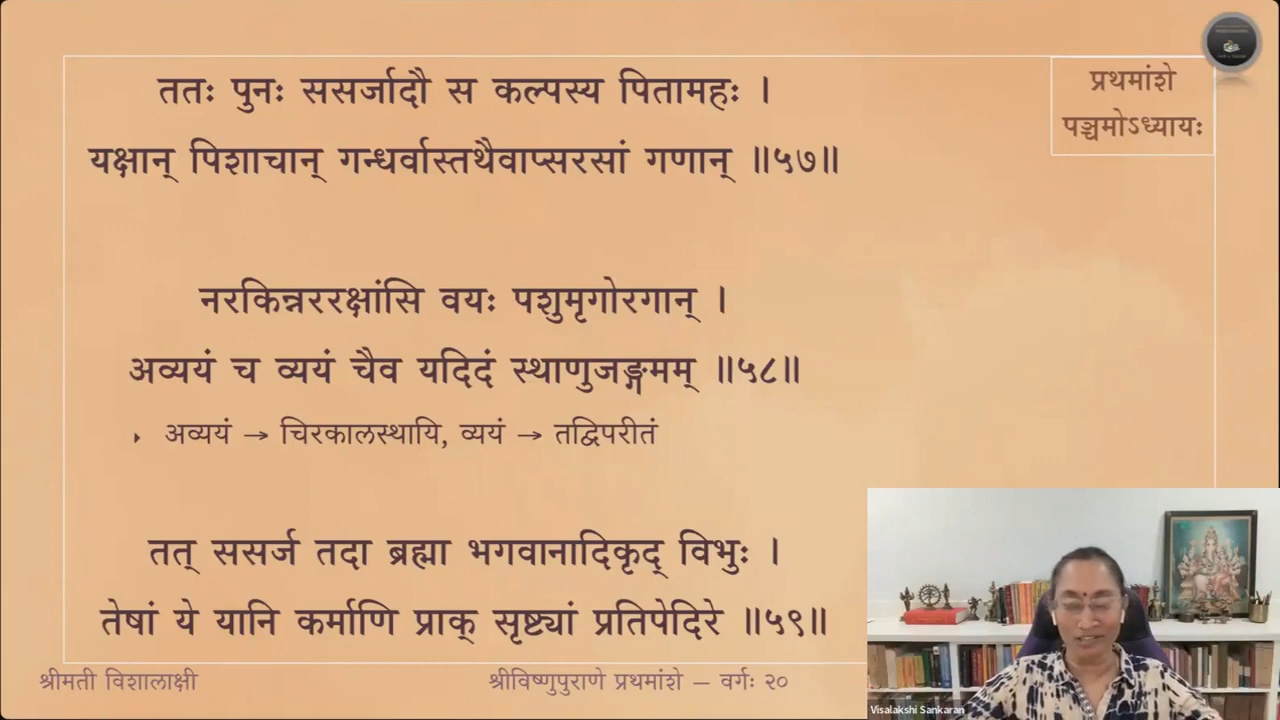 ततः पुनः ससर्जादौ स कल्पस्य पितामहः ।
यक्षान् पिशाचान् गन्धर्वास्तथैवाप्सरसां गणान् ॥५७॥
प्रथमांशे
पञ्चमोऽध्यायः
नरकिन्नररक्षांसि वयः पशुमृगोरगान् ।
अव्ययं च व्ययं चैव यदिदं स्थाणुजङ्गमम् ॥५८॥
अव्ययं → चिरकालस्थायि, व्ययं → तद्विपरीतं
तत् ससर्ज तदा ब्रह्मा भगवानादिकृद् विभुः ।
तेषां ये यानि कर्माणि प्राक् सृष्ट्यां प्रतिपेदिरे ॥५९॥
श्रीमती विशालाक्षी
श्रीविष्णुपुराणे प्रथमांशे – वर्गः २०
Visalakshi Sankaran